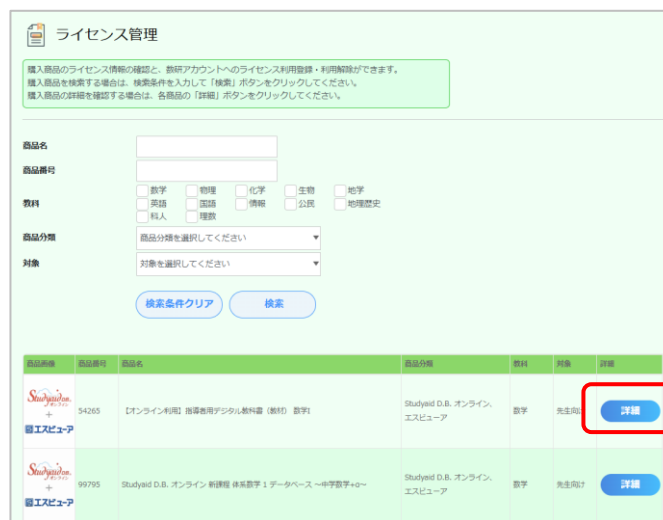 ライセンス管理
購入商品のライセンス情報の確認と、数研アカウントへのライセンス利用登録・利用解除ができます。
購入商品を検索する場合は、検索条件を入力して「検索」ボタンをクリックしてください。
購入商品の詳細を確認する場合は、各商品の「詳細」ボタンをクリックしてください。
商品名
商品番号
教科
数学 物理 化学 生物 地学
英語 国語 情報 公民 地理歴史
科人 理数
商品分類 商品分類を選択してください
対象 対象を選択してください
検索条件クリア 検索
商品画像 商品番号 商品名 商品分類 教科 対象 詳細
Studyaid D.B.
オンライン
+
エスビューア
54265 【オンライン利用】指導者用デジタル教科書（教材） 数学I Studyaid D.B. オンライン、
エスビューア 数学 先生向け 詳細
Studyaid D.B.
オンライン
+
エスビューア
99795 Studyaid D.B. オンライン 新課程 体系数学 1 データベース ～中学数学+α～ Studyaid D.B. オンライン、
エスビューア 数学 先生向け 詳細